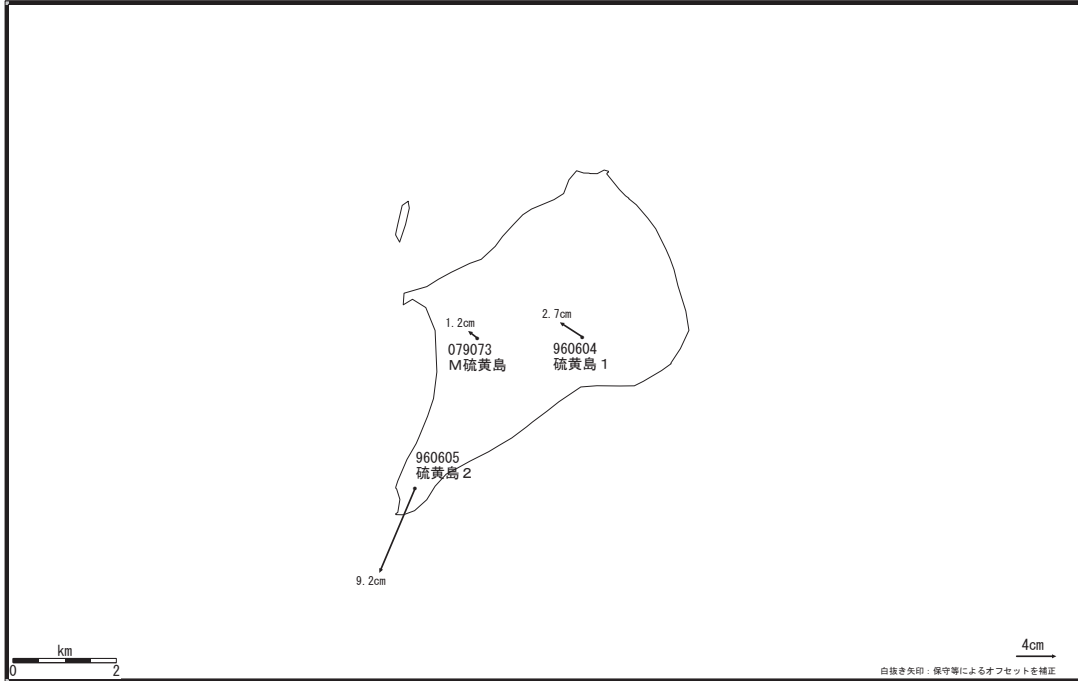 2.7cm
1.2cm
960604
硫黄島１
079073
Ｍ硫黄島
960605
硫黄島２
9.2cm
km
0 2
4cm
白抜き矢印：保守等によるオフセットを補正